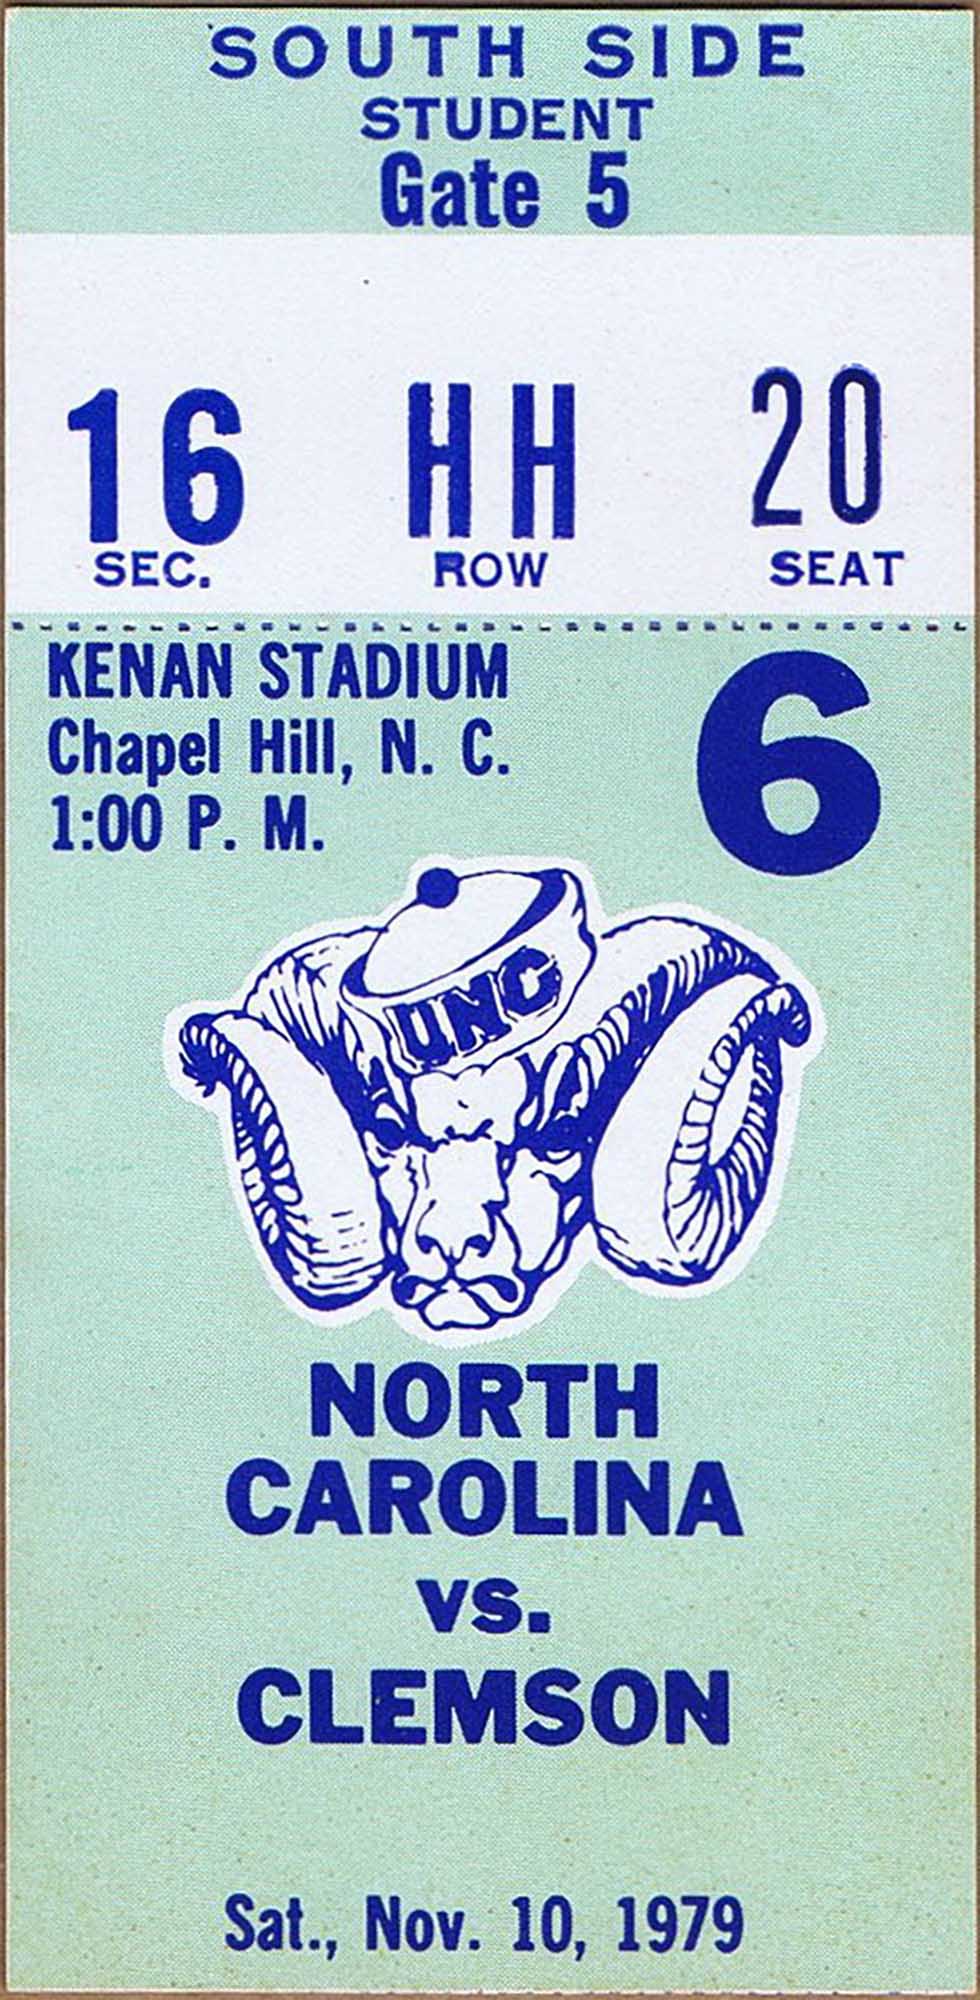 SOUTH SIDE
STUDENT
Gate 5
16 HH 20
SEC. ROW SEAT
KENAN STADIUM
Chapel Hill, N. C.
1:00 P. M.
6
UNC
NORTH
CAROLINA
vs.
CLEMSON
Sat., Nov. 10, 1979